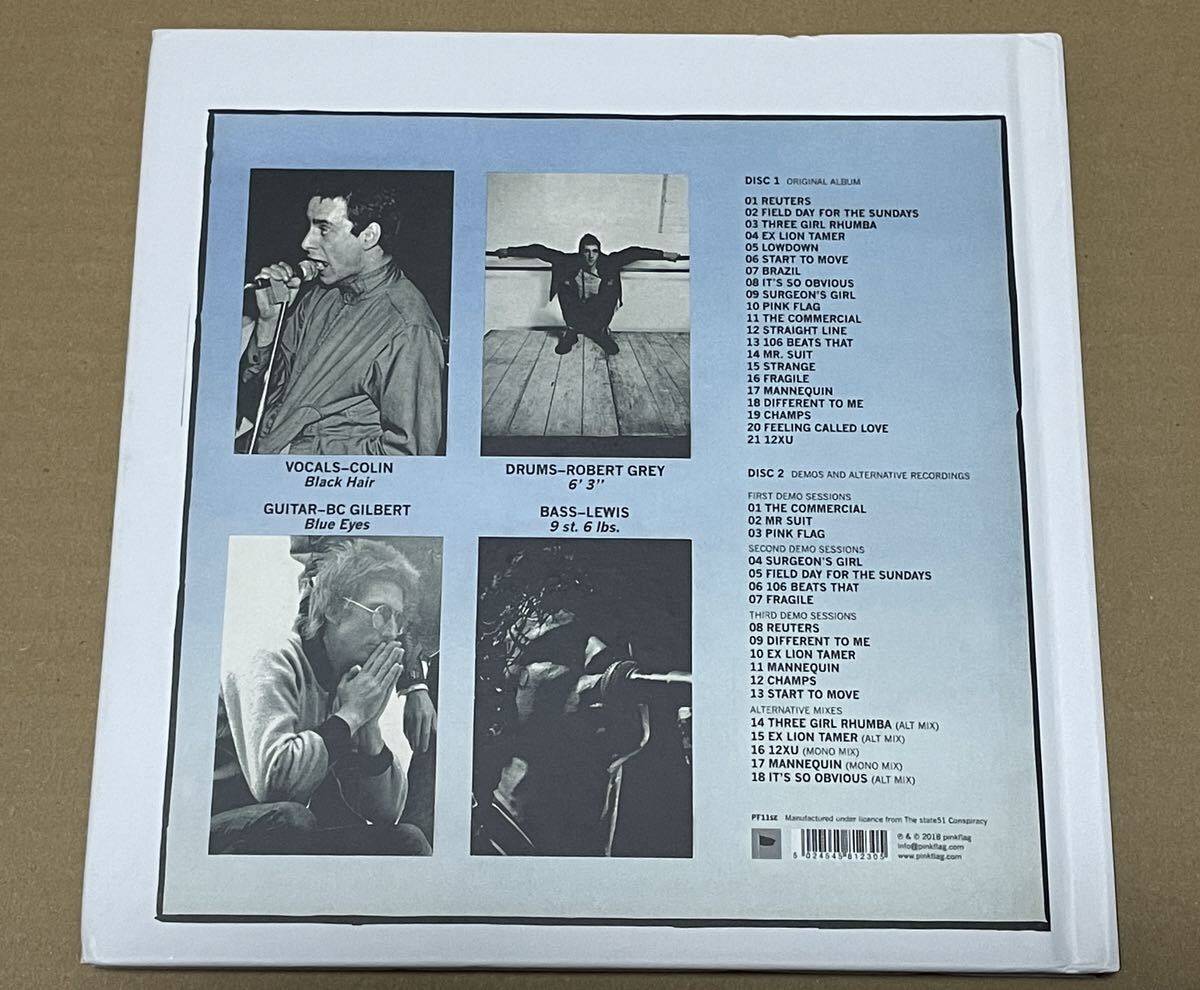 VOCALS–COLIN
Black Hair
DRUMS–ROBERT GREY
6' 3"
GUITAR–BC GILBERT
Blue Eyes
BASS–LEWIS
9 st. 6 lbs.
DISC 1 ORIGINAL ALBUM
01 REUTERS
02 FIELD DAY FOR THE SUNDAYS
03 THREE GIRL RHUMBA
04 EX LION TAMER
05 LOWDOWN
06 START TO MOVE
07 BRAZIL
08 IT'S SO OBVIOUS
09 SURGEON'S GIRL
10 PINK FLAG
11 THE COMMERCIAL
12 STRAIGHT LINE
13 106 BEATS THAT
14 MR. SUIT
15 STRANGE
16 FRAGILE
17 MANNEQUIN
18 DIFFERENT TO ME
19 CHAMPS
20 FEELING CALLED LOVE
21 12XU
DISC 2 DEMOS AND ALTERNATIVE RECORDINGS
FIRST DEMO SESSIONS
01 THE COMMERCIAL
02 MR SUIT
03 PINK FLAG
SECOND DEMO SESSIONS
04 SURGEON'S GIRL
05 FIELD DAY FOR THE SUNDAYS
06 106 BEATS THAT
07 FRAGILE
THIRD DEMO SESSIONS
08 REUTERS
09 DIFFERENT TO ME
10 EX LION TAMER
11 MANNEQUIN
12 CHAMPS
13 START TO MOVE
ALTERNATIVE MIXES
14 THREE GIRL RHUMBA (ALT MIX)
15 EX LION TAMER (ALT MIX)
16 12XU (MONO MIX)
17 MANNEQUIN (MONO MIX)
18 IT'S SO OBVIOUS (ALT MIX)
PF11SE Manufactured under licence from The state51 Conspiracy
5 024545 812305
℗ & © 2018 pinkflag
info@pinkflag.com
www.pinkflag.com